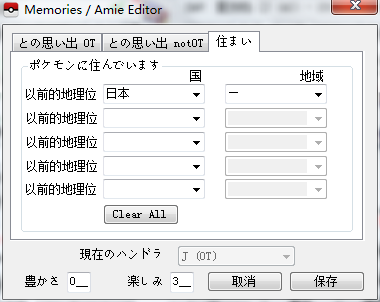 Memories / Amie Editor
との思い出 OT との思い出 notOT 住まい
ポケモンに住んでいます
国 地域
以前的地理位 日本 ー
以前的地理位
以前的地理位
以前的地理位
以前的地理位
Clear All
現在のハンドラ J (OT)
豊かさ 0__ 楽しみ 3__ 取消 保存